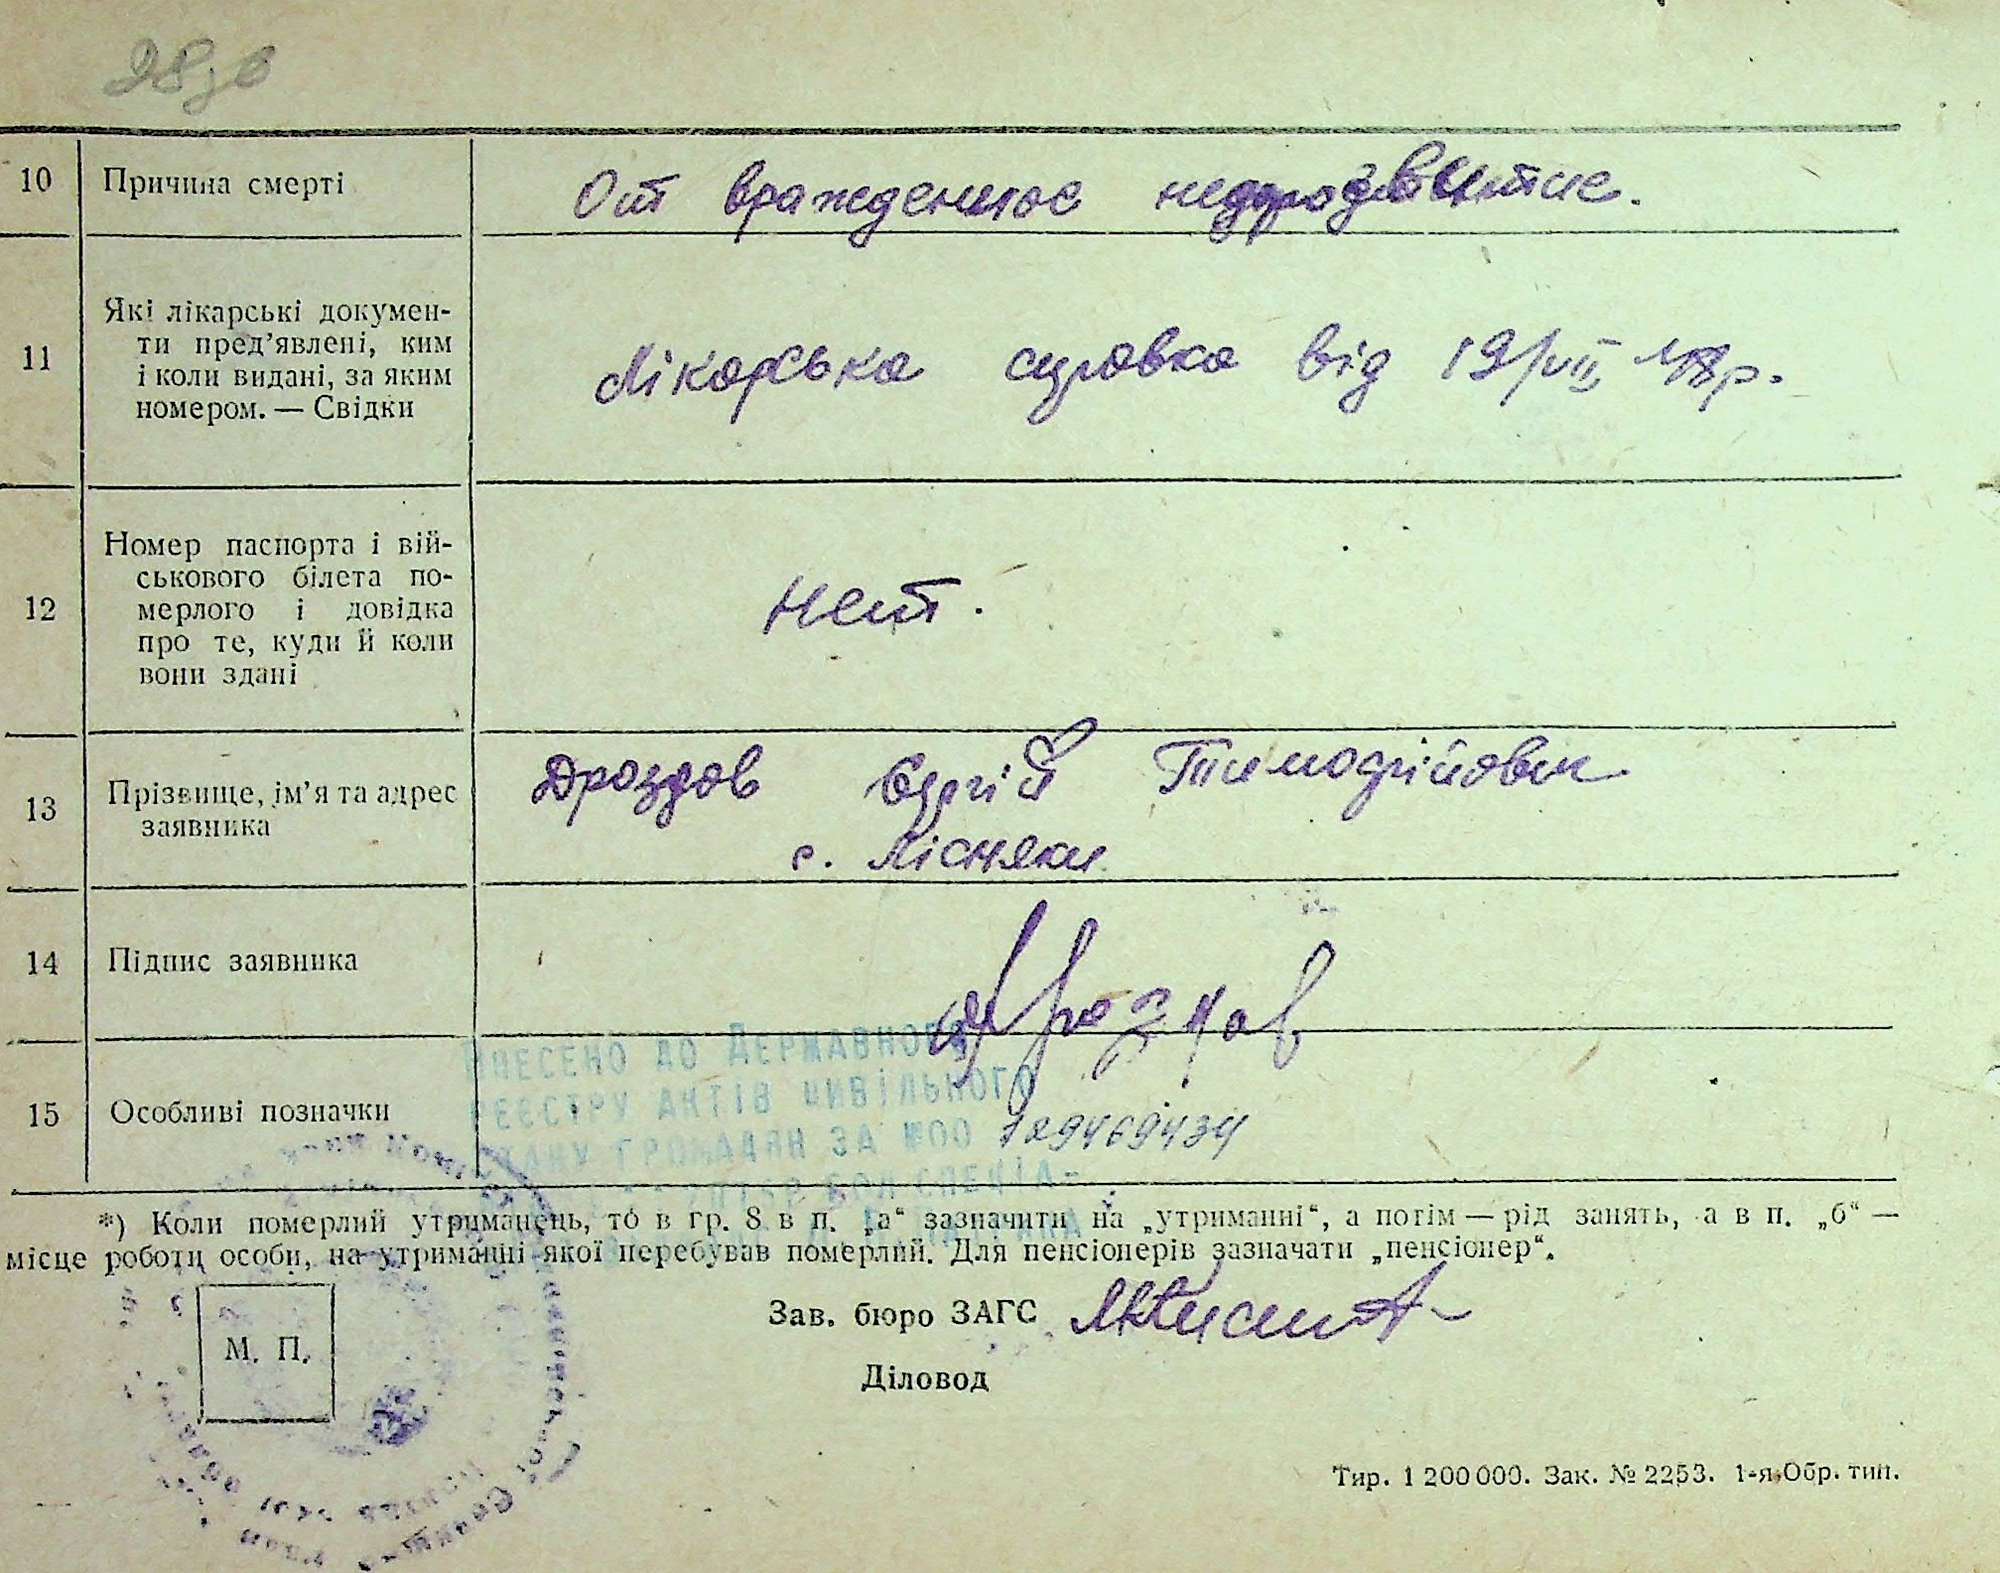 28зв
10 Причина смерті От вражденное недоразвитие.
11 Які лікарські докумен-
ти пред’явлені, ким
і коли видані, за яким
номером. — Свідки
Лікарська справка від 19/VII 48р.
12 Номер паспорта і вій-
ськового білета по-
мерлого і довідка
про те, куди й коли
вони здані
нет.
13 Прізвище, ім’я та адрес
заявника
Дроздов Сергій Тимофійович
с. Лісняки
14 Підпис заявника Дроздов
15 Особливі позначки
Внесено до Державного
реєстру актів цивільного
стану громадян за №00 109469434
*) Коли померлий утриманець, то в гр. 8 в п. „а“ зазначити на „утриманні“, а потім — рід занять, а в п. „б“ —
місце роботи особи, на утриманні якої перебував померлий. Для пенсіонерів зазначати „пенсіонер“.
Зав. бюро ЗАГС
М. П.
Діловод
Тир. 1 200 000. Зак. № 2253. 1-я Обр. тип.